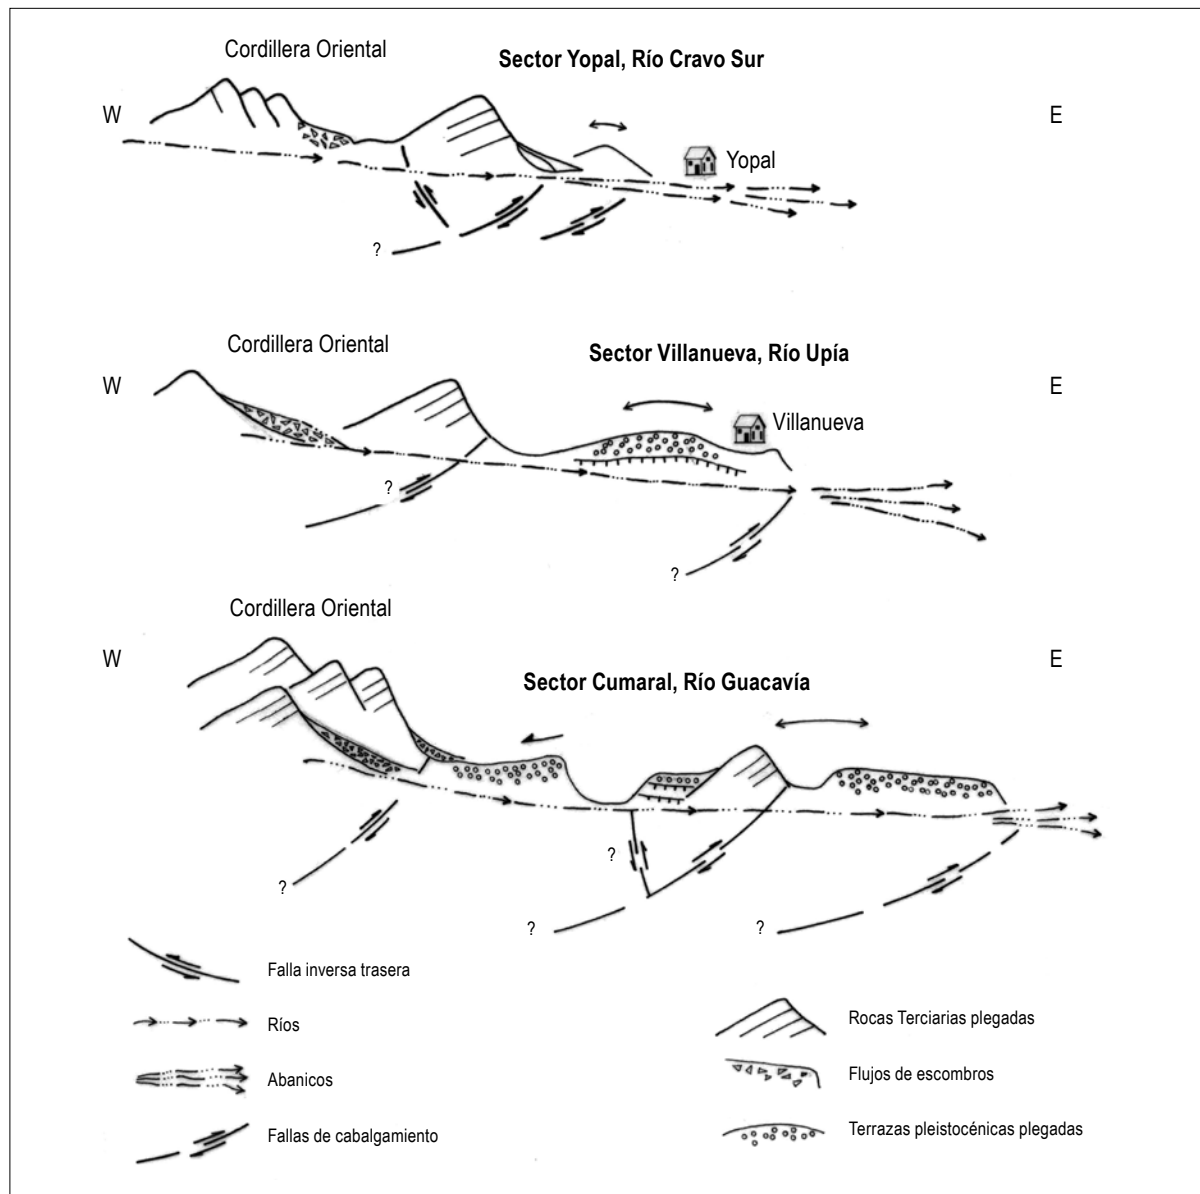 Cordillera Oriental
Sector Yopal, Río Cravo Sur
W
E
Yopal
?
Cordillera Oriental
Sector Villanueva, Río Upía
W
E
Villanueva
?
?
Cordillera Oriental
W
E
Sector Cumaral, Río Guacavía
?
?
?
?
Falla inversa trasera
Ríos
Abanicos
Fallas de cabalgamiento
Rocas Terciarias plegadas
Flujos de escombros
Terrazas pleistocénicas plegadas